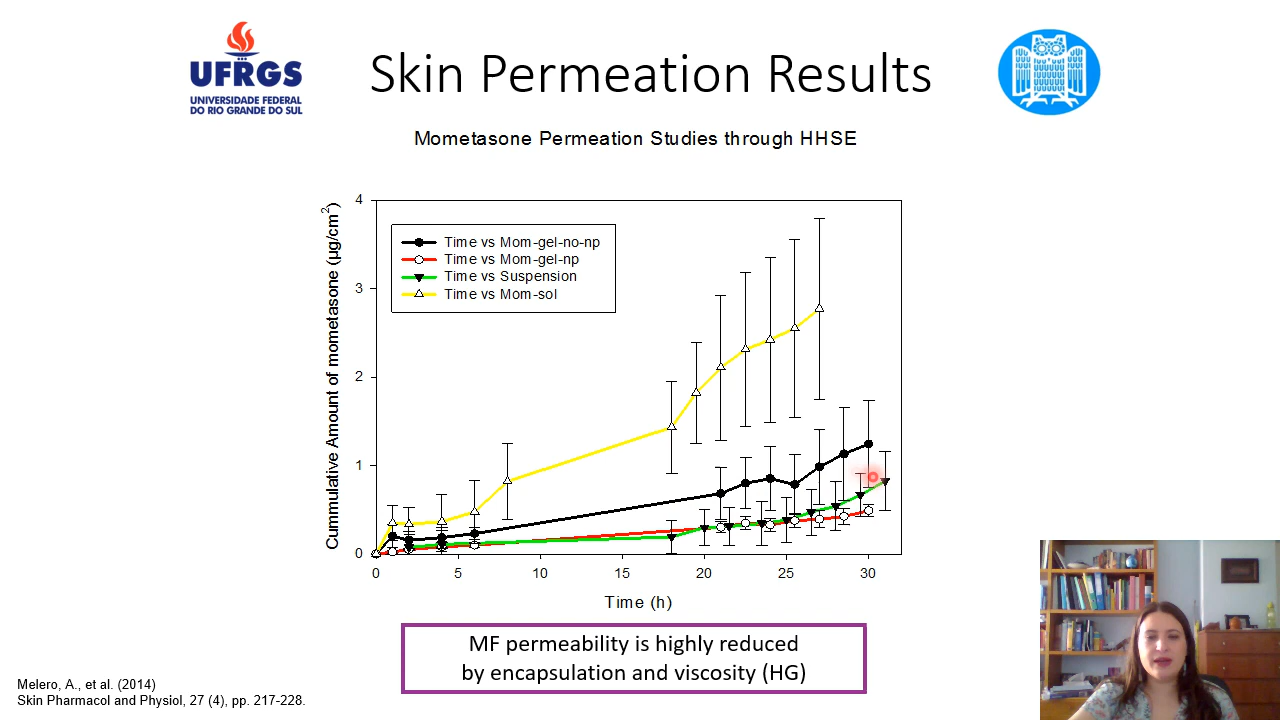 UFRGS
UNIVERSIDADE FEDERAL
DO RIO GRANDE DO SUL
Skin Permeation Results
Mometasone Permeation Studies through HHSE
Cummulative Amount of mometasone (µg/cm²)
4
3
2
1
0
Time vs Mom-gel-no-np
Time vs Mom-gel-np
Time vs Suspension
Time vs Mom-sol
0 5 10 15 20 25 30
Time (h)
MF permeability is highly reduced
by encapsulation and viscosity (HG)
Melero, A., et al. (2014)
Skin Pharmacol and Physiol, 27 (4), pp. 217-228.